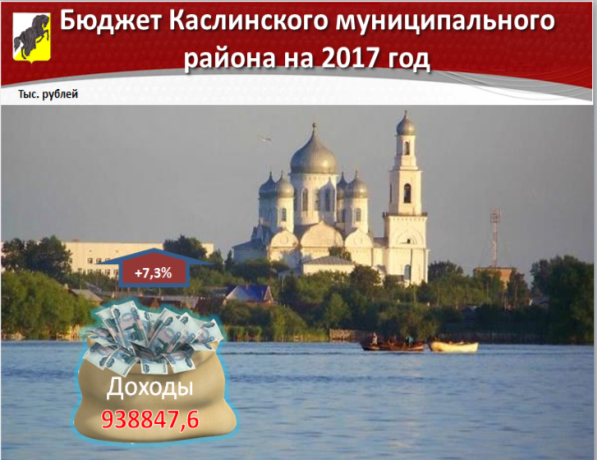 Бюджет Каслинского муниципального
района на 2017 год
Тыс. рублей
+7,3%
Доходы
938847,6